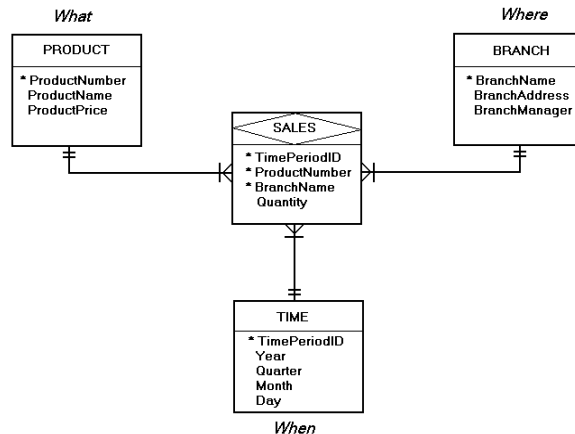 What
PRODUCT
* ProductNumber
ProductName
ProductPrice
Where
BRANCH
* BranchName
BranchAddress
BranchManager
SALES
* TimePeriodID
* ProductNumber
* BranchName
Quantity
TIME
* TimePeriodID
Year
Quarter
Month
Day
When